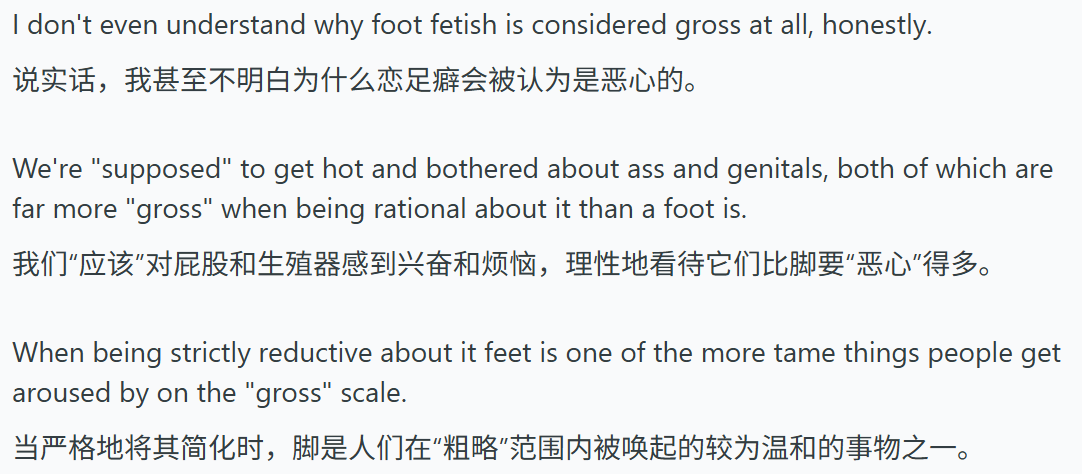 I don't even understand why foot fetish is considered gross at all, honestly.
说实话，我甚至不明白为什么恋足癖会被认为是恶心的。
We're "supposed" to get hot and bothered about ass and genitals, both of which are
far more "gross" when being rational about it than a foot is.
我们“应该”对屁股和生殖器感到兴奋和烦恼，理性地看待它们比脚要“恶心”得多。
When being strictly reductive about it feet is one of the more tame things people get
aroused by on the "gross" scale.
当严格地将其简化时，脚是人们在“粗略”范围内被唤起的较为温和的事物之一。